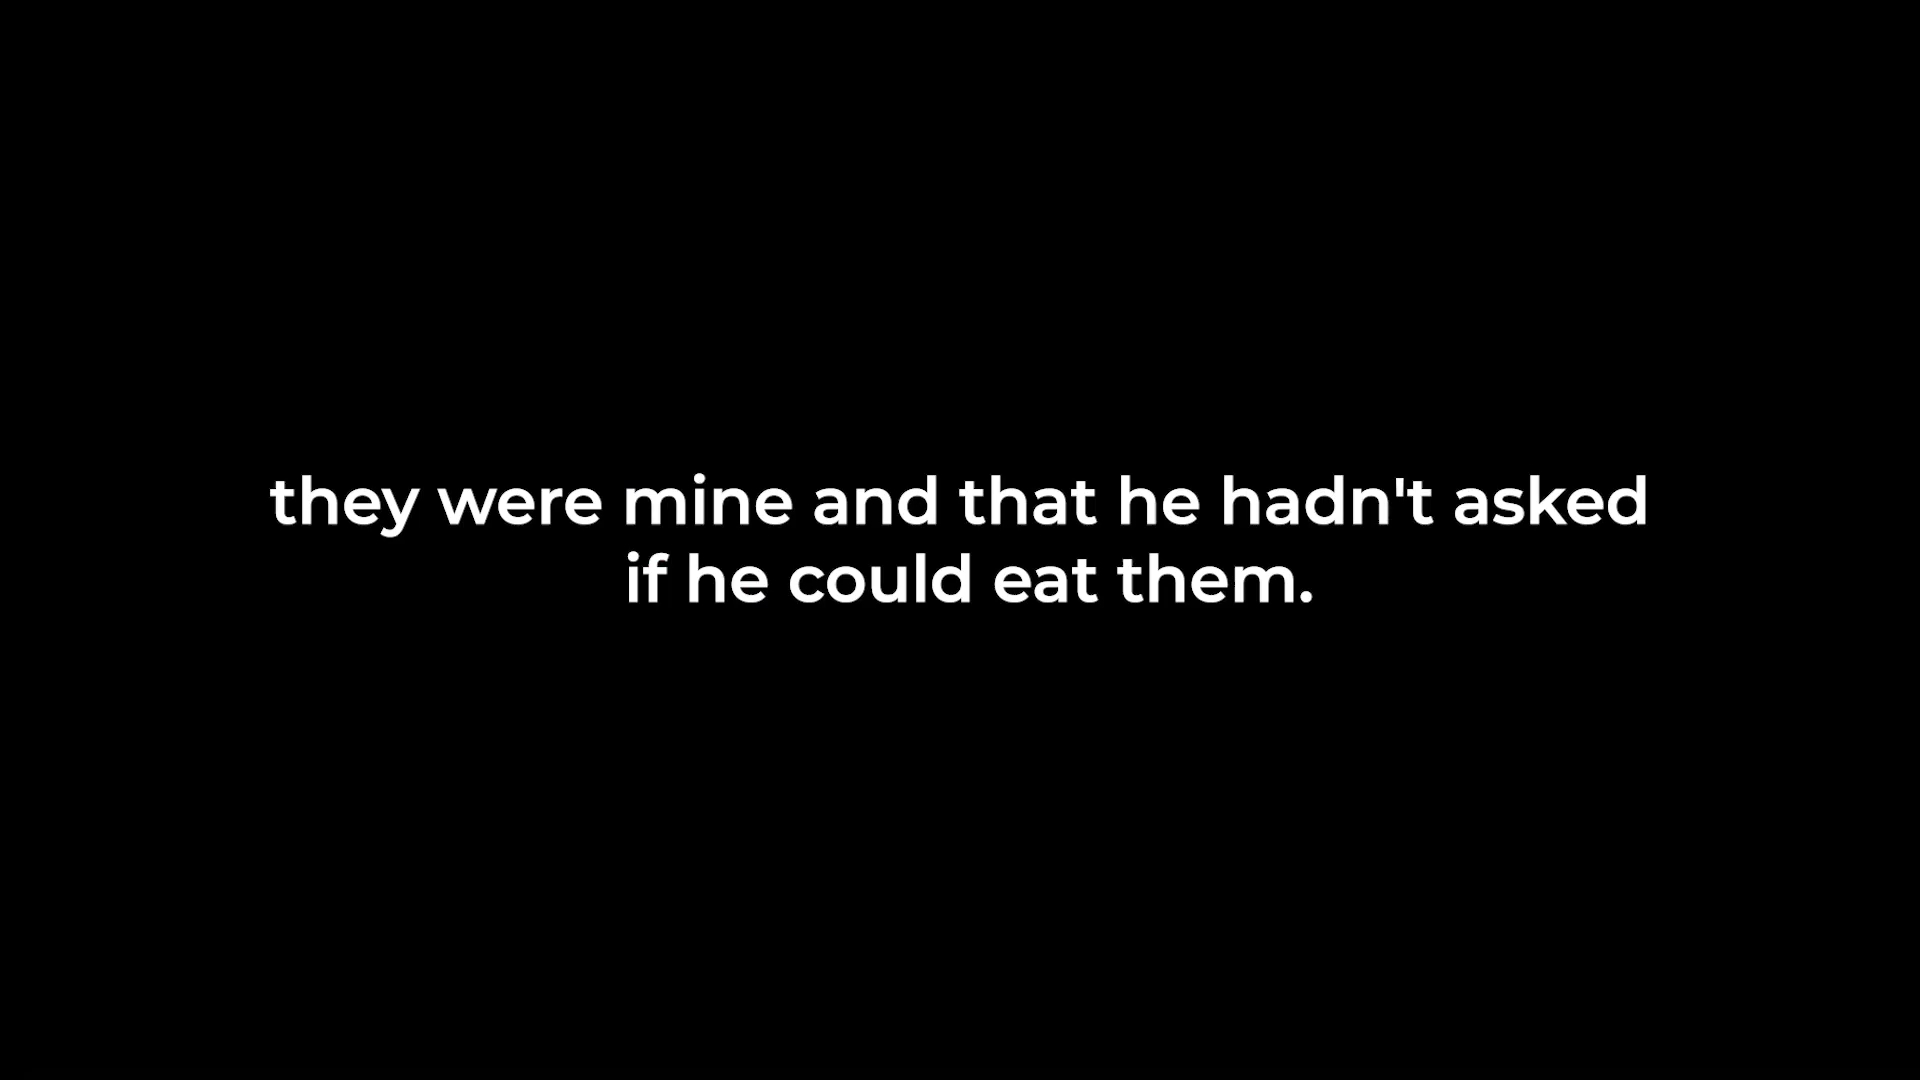 they were mine and that he hadn't asked
if he could eat them.